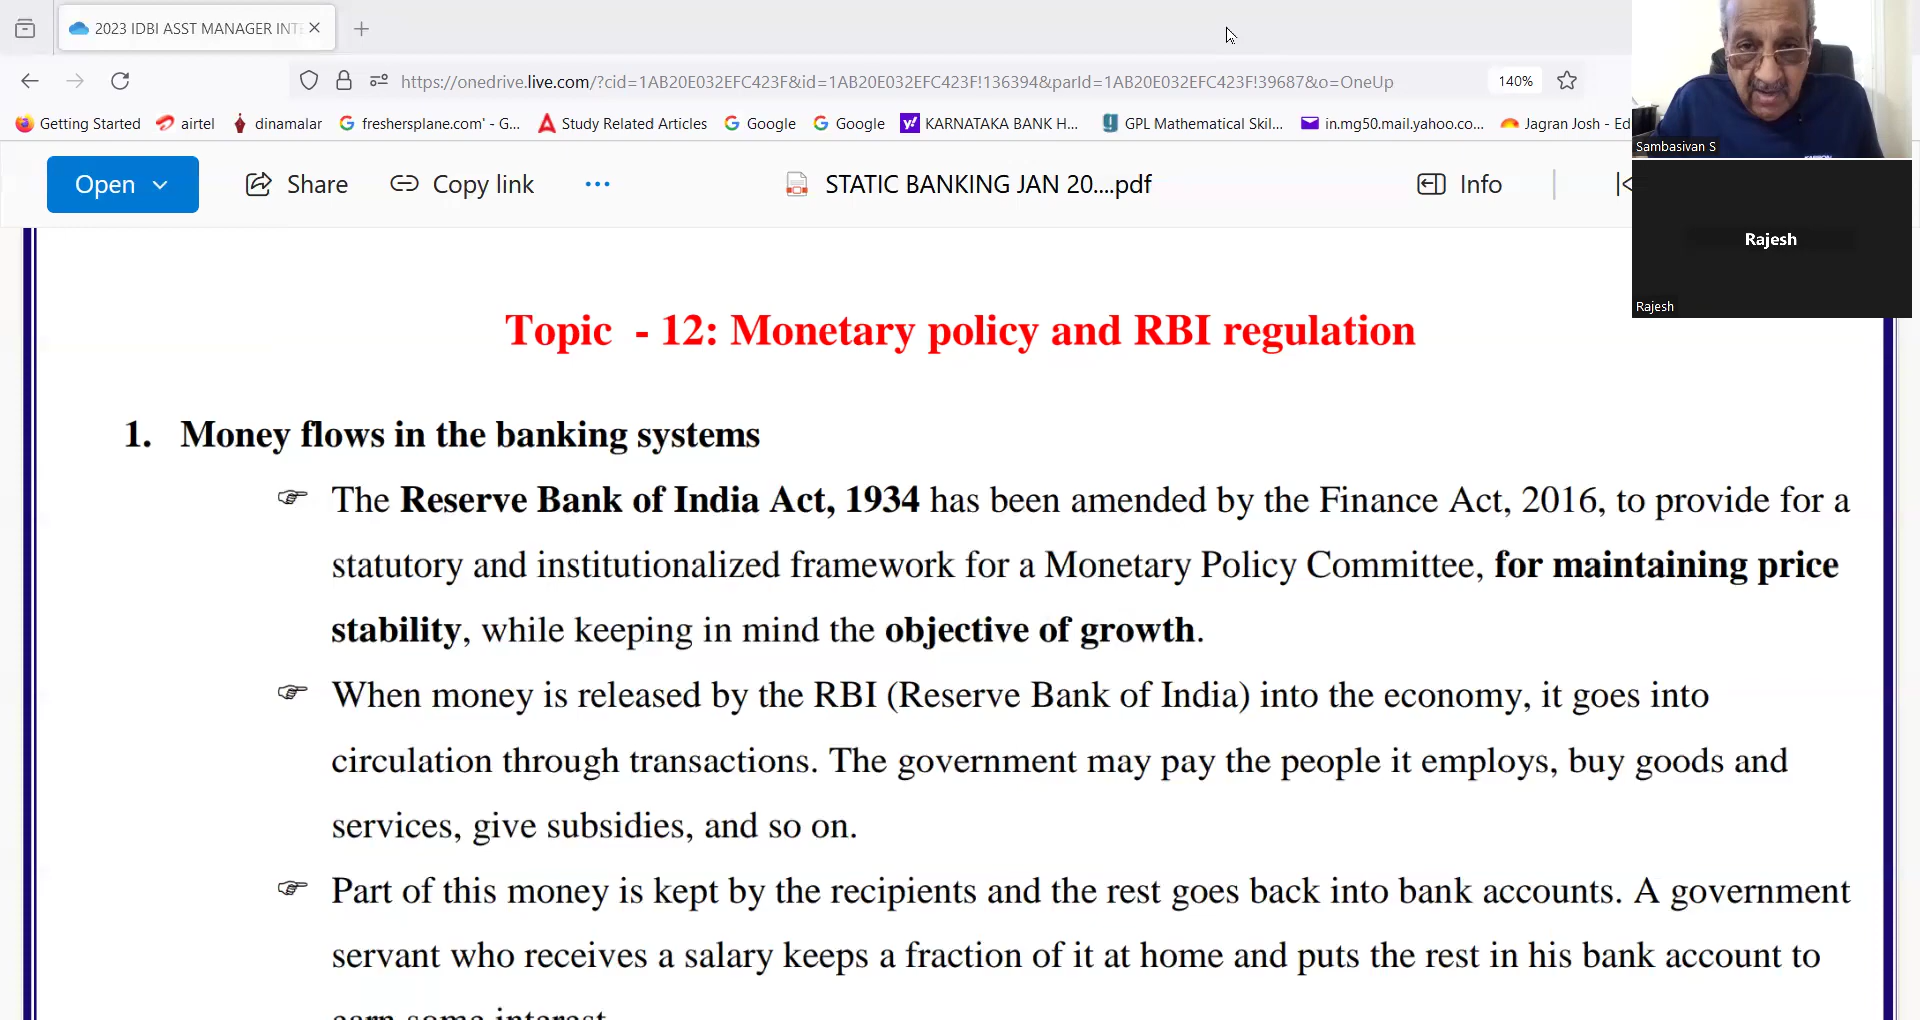 2023 IDBI ASST MANAGER INT
https://onedrive.live.com/?cid=1AB20E032EFC423F&id=1AB20E032EFC423F!136394&parId=1AB20E032EFC423F!39687&o=OneUp
140%
Getting Started airtel dinamalar freshersplane.com' - G... Study Related Articles Google Google KARNATAKA BANK H... GPL Mathematical Skil... in.mg50.mail.yahoo.co... Jagran Josh - Ed
Sambasivan S
Open Share Copy link ... STATIC BANKING JAN 20....pdf Info
Rajesh
Rajesh
Topic - 12: Monetary policy and RBI regulation
1. Money flows in the banking systems
The Reserve Bank of India Act, 1934 has been amended by the Finance Act, 2016, to provide for a
statutory and institutionalized framework for a Monetary Policy Committee, for maintaining price
stability, while keeping in mind the objective of growth.
When money is released by the RBI (Reserve Bank of India) into the economy, it goes into
circulation through transactions. The government may pay the people it employs, buy goods and
services, give subsidies, and so on.
Part of this money is kept by the recipients and the rest goes back into bank accounts. A government
servant who receives a salary keeps a fraction of it at home and puts the rest in his bank account to
earn some interest.